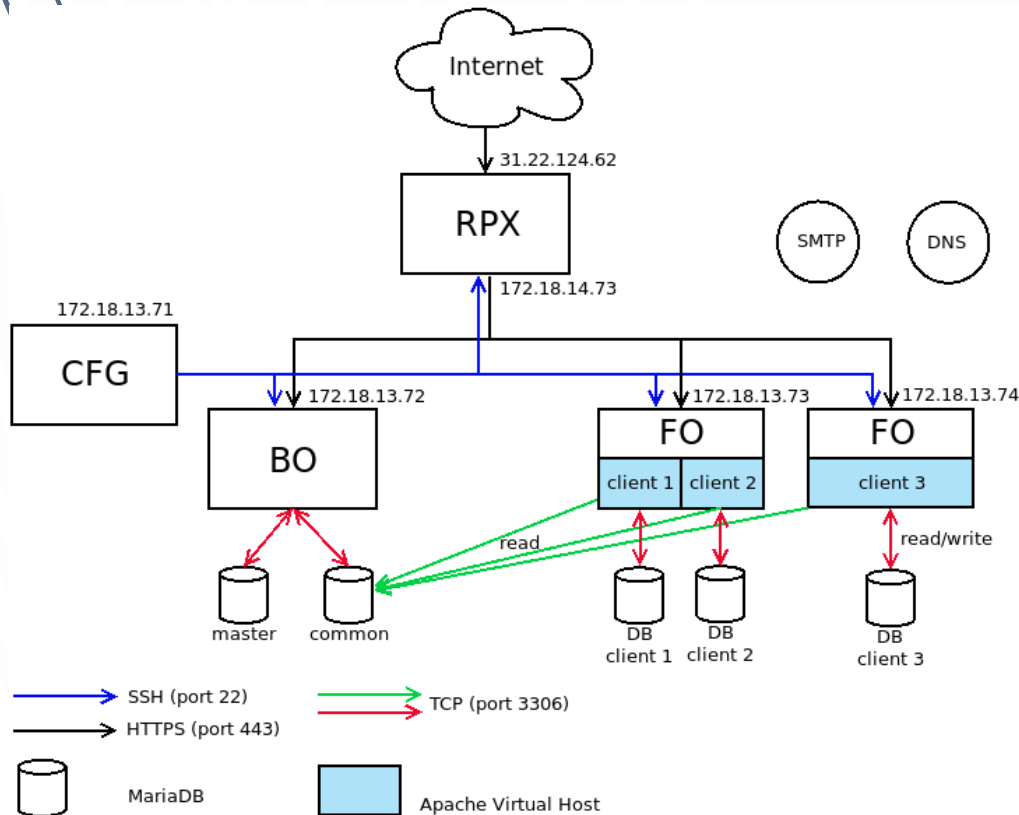 Internet
31.22.124.62
RPX
SMTP
DNS
172.18.14.73
172.18.13.71
CFG
172.18.13.72
172.18.13.73
172.18.13.74
BO
FO
FO
client 1
client 2
client 3
read
read/write
master
common
DB
client 1
DB
client 2
DB
client 3
SSH (port 22)
TCP (port 3306)
HTTPS (port 443)
MariaDB
Apache Virtual Host